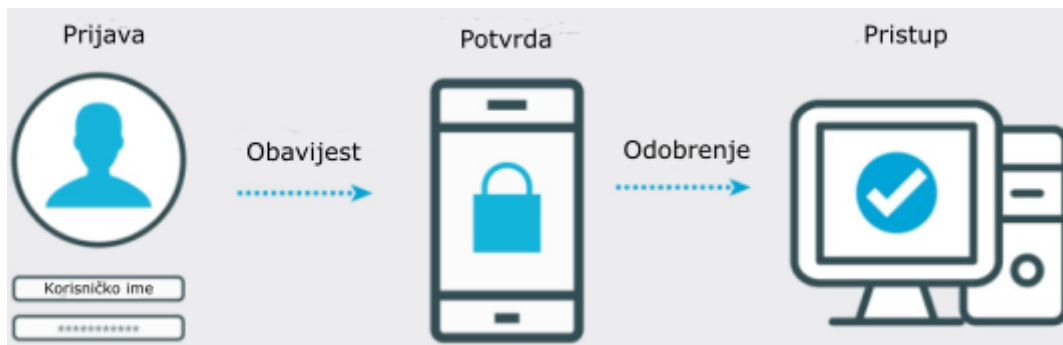 Prijava
Potvrda
Pristup
Obavijest
Odobrenje
Korisničko ime
***********